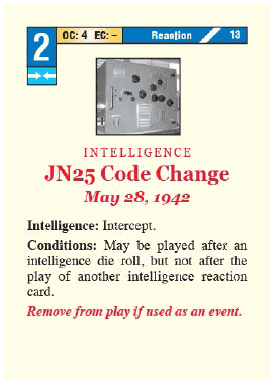 2 OC: 4 EC: – Reaction 13
INTELLIGENCE
JN25 Code Change
May 28, 1942
Intelligence: Intercept.
Conditions: May be played after an
intelligence die roll, but not after the
play of another intelligence reaction
card.
Remove from play if used as an event.